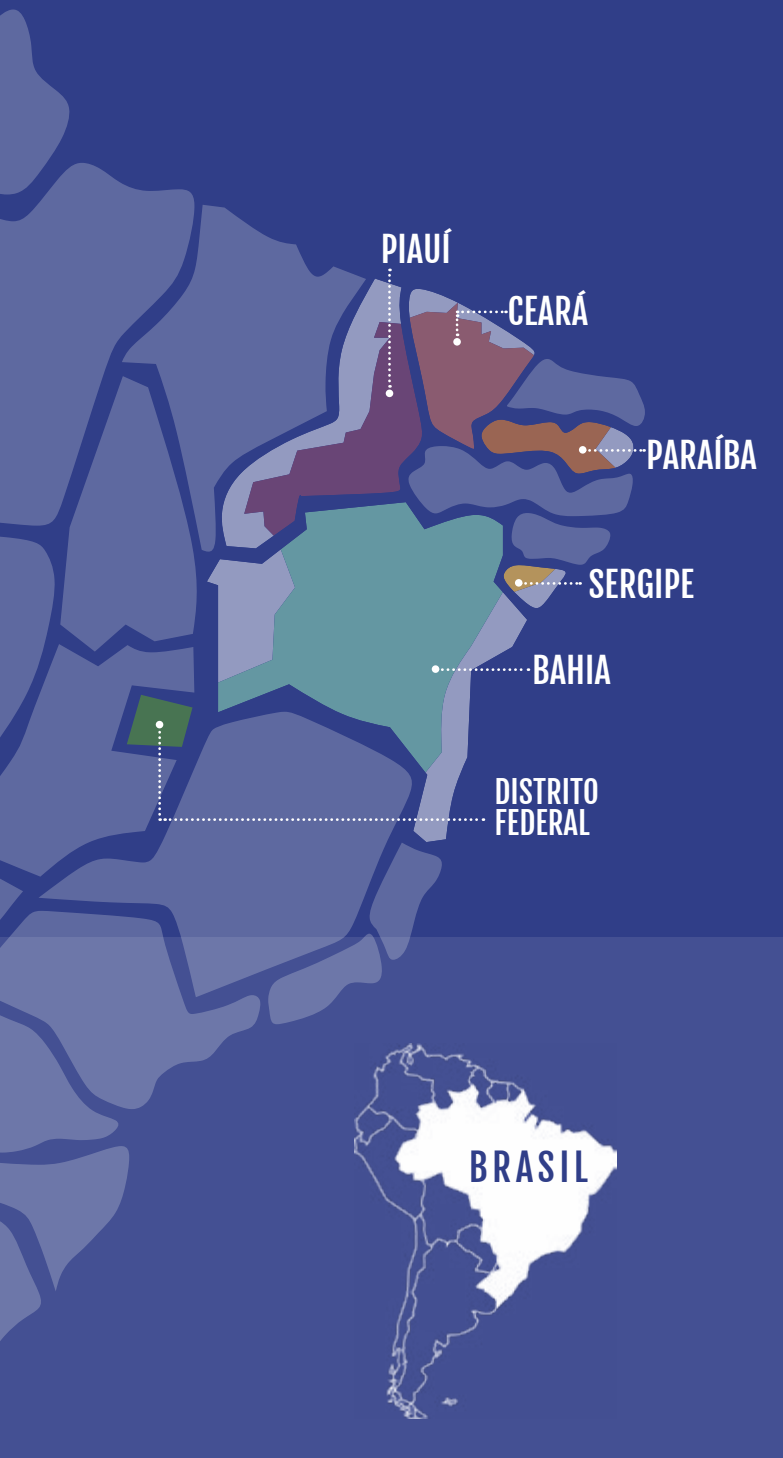 PIAUÍ
CEARÁ
PARAÍBA
SERGIPE
BAHIA
DISTRITO
FEDERAL
BRASIL